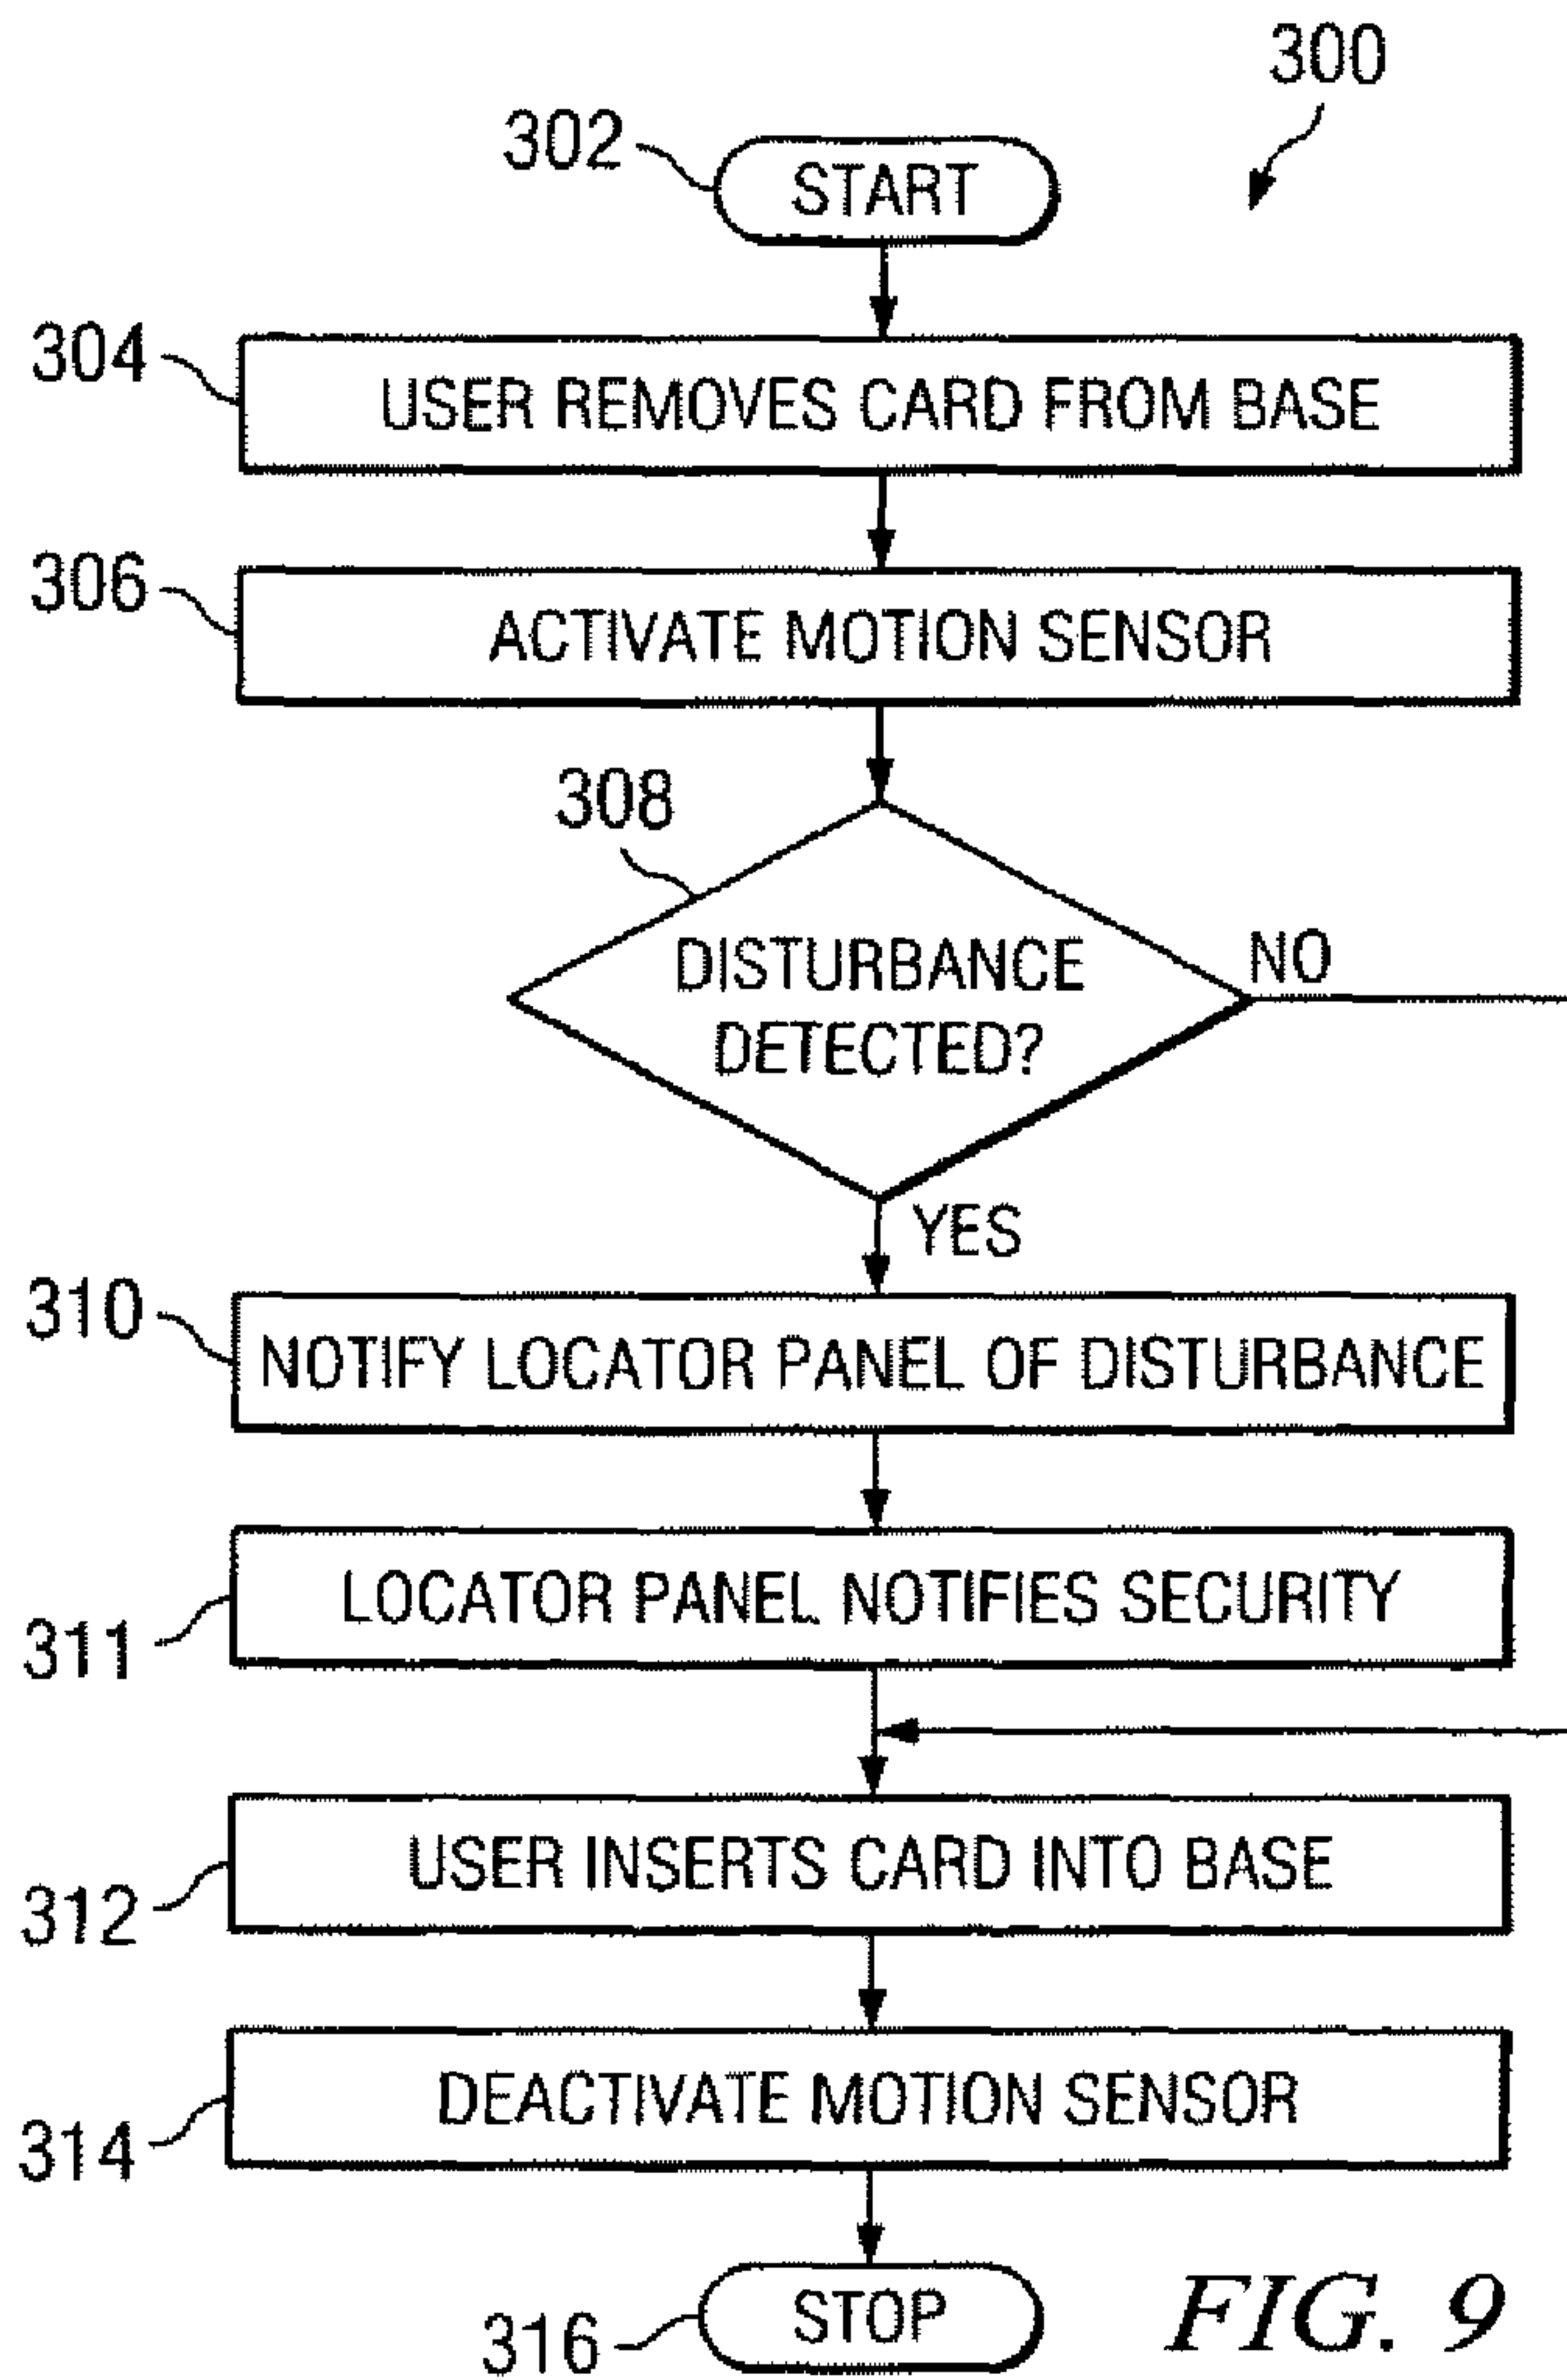 300
302
START
304
USER REMOVES CARD FROM BASE
306
ACTIVATE MOTION SENSOR
308
DISTURBANCE
DETECTED?
NO
YES
310
NOTIFY LOCATOR PANEL OF DISTURBANCE
311
LOCATOR PANEL NOTIFIES SECURITY
312
USER INSERTS CARD INTO BASE
314
DEACTIVATE MOTION SENSOR
316
STOP
FIG. 9